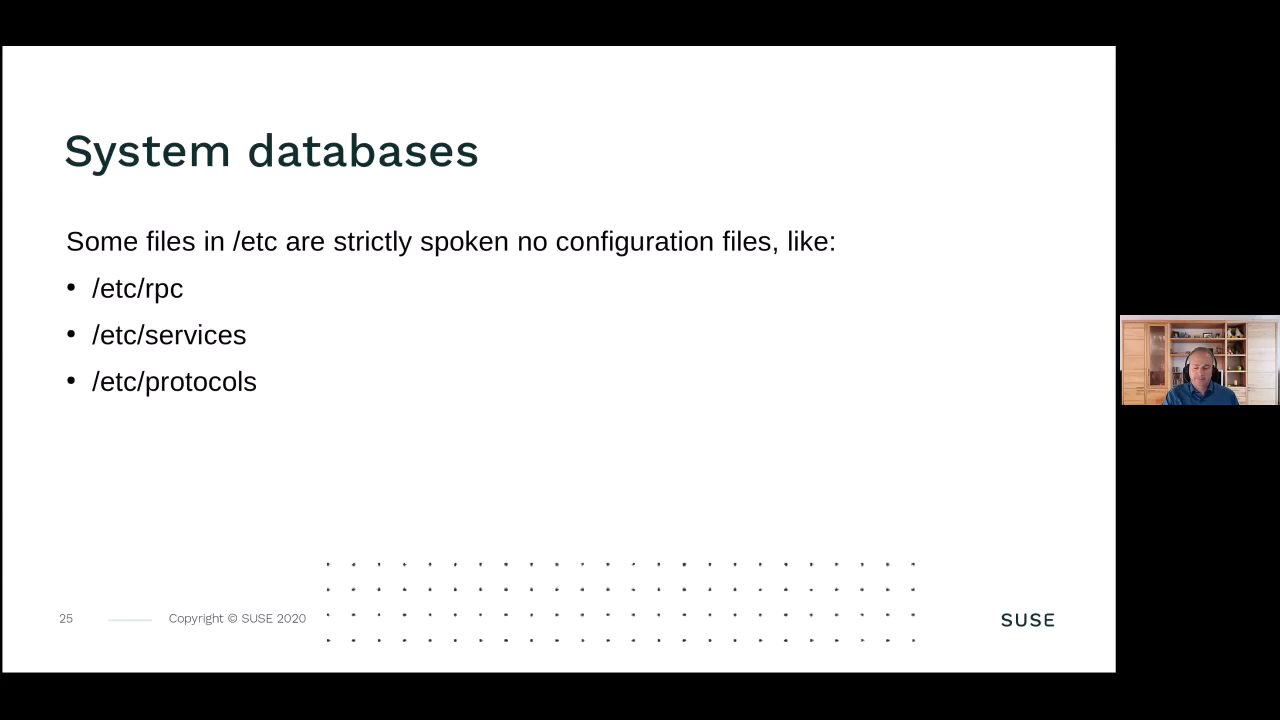 System databases
Some files in /etc are strictly spoken no configuration files, like:
• /etc/rpc
• /etc/services
• /etc/protocols
25
Copyright © SUSE 2020
SUSE